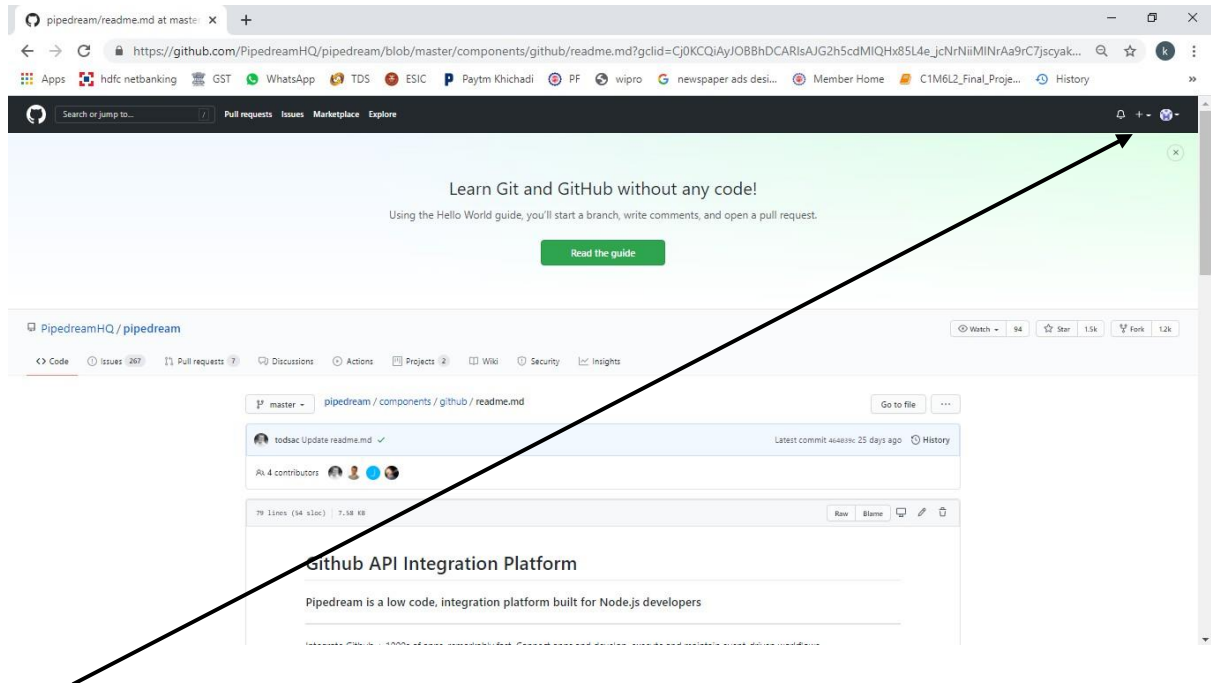 pipedream/readme.md at master
https://github.com/PipedreamHQ/pipedream/blob/master/components/github/readme.md?gclid=Cj0KCQiAyJOBBhDCARIsAJG2h5cdMIQHx85L4e_jcNrNiiMINrAa9rC7jscyak...
k
Apps hdfc netbanking GST WhatsApp TDS ESIC Paytm Khichadi PF wipro newspaper ads desi... Member Home C1M6L2_Final_Proje... History »
Search or jump to... / Pull requests Issues Marketplace Explore
Learn Git and GitHub without any code!
Using the Hello World guide, you'll start a branch, write comments, and open a pull request.
Read the guide
PipedreamHQ / pipedream
Watch 94 Star 1.5k Fork 1.2k
Code Issues 267 Pull requests 7 Discussions Actions Projects 2 Wiki Security Insights
master pipedream / components / github / readme.md Go to file ...
todsac Update readme.md Latest commit 25 days ago History
4 contributors
79 lines (54 sloc) 7.58 KB Raw Blame
Github API Integration Platform
Pipedream is a low code, integration platform built for Node.js developers